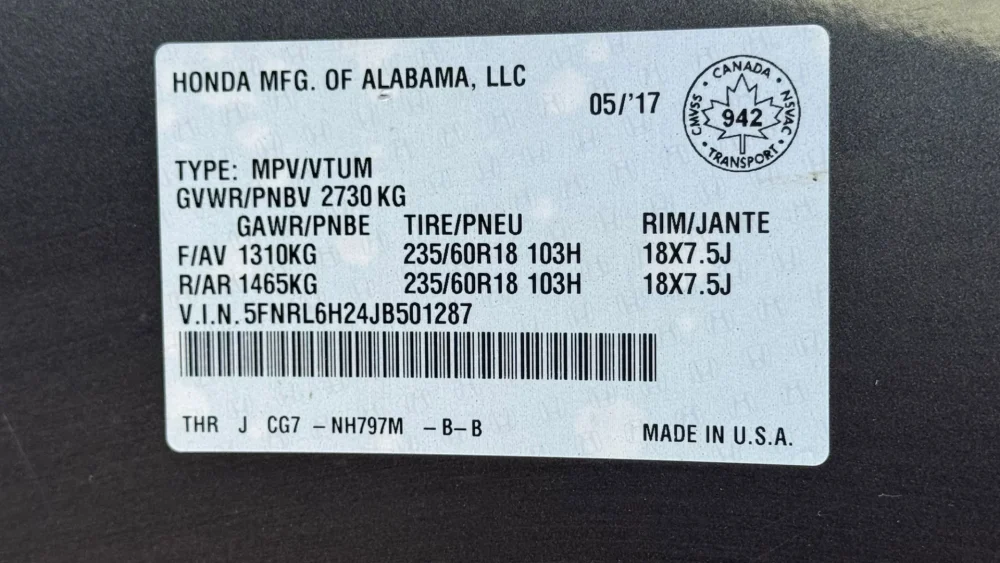 HONDA MFG. OF ALABAMA, LLC
05/'17
CANADA
CMVSS
942
NSVAC
TRANSPORT
TYPE: MPV/VTUM
GVWR/PNBV 2730 KG
GAWR/PNBE TIRE/PNEU RIM/JANTE
F/AV 1310KG 235/60R18 103H 18X7.5J
R/AR 1465KG 235/60R18 103H 18X7.5J
V.I.N. 5FNRL6H24JB501287
THR J CG7 – NH797M – B– B
MADE IN U.S.A.